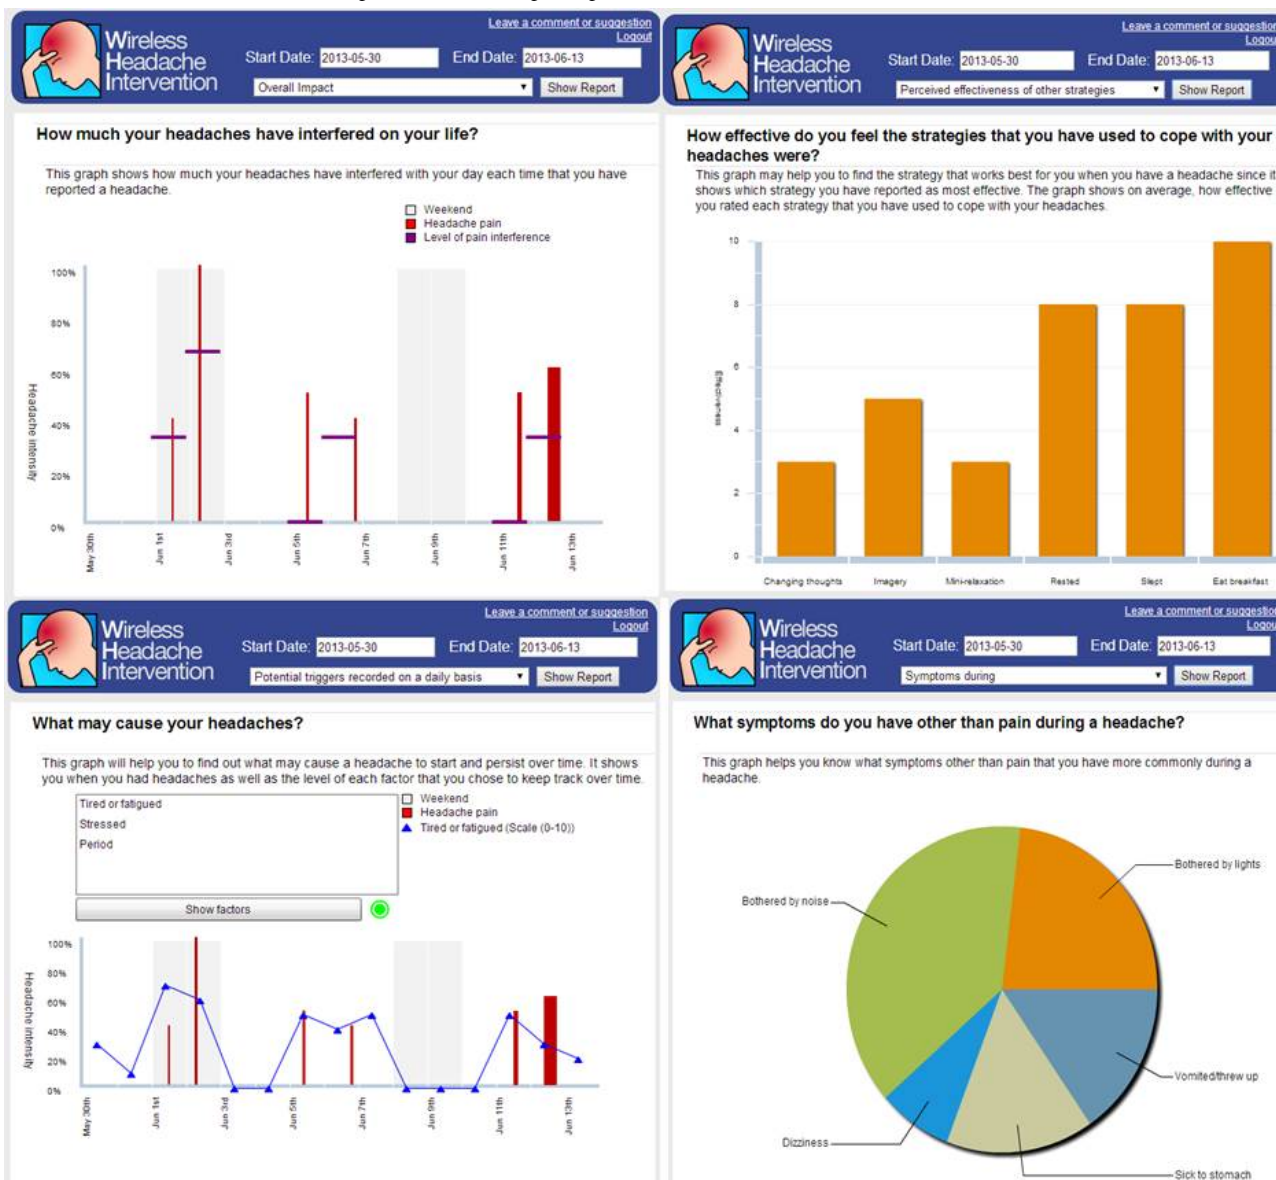 Leave a comment or suggestion
Logout
Wireless
Headache
Intervention
Start Date: 2013-05-30
End Date: 2013-06-13
Overall Impact
Show Report
How much your headaches have interfered on your life?
This graph shows how much your headaches have interfered with your day each time that you have
reported a headache.
Weekend
Headache pain
Level of pain interference
100%
80%
60%
40%
20%
0%
Headache intensity
May 30th
Jun 1st
Jun 3rd
Jun 5th
Jun 7th
Jun 9th
Jun 11th
Jun 13th
Leave a comment or suggestion
Logou
Wireless
Headache
Intervention
Start Date: 2013-05-30
End Date: 2013-06-13
Perceived effectiveness of other strategies
Show Report
How effective do you feel the strategies that you have used to cope with your
headaches were?
This graph may help you to find the strategy that works best for you when you have a headache since it
shows which strategy you have reported as most effective. The graph shows on average, how effective
you rated each strategy that you have used to cope with your headaches.
10
8
6
4
2
0
Effectiveness
Changing thoughts
Imagery
Mini-relaxation
Rested
Slept
Eat breakfast
Leave a comment or suggestion
Logout
Wireless
Headache
Intervention
Start Date: 2013-05-30
End Date: 2013-06-13
Potential triggers recorded on a daily basis
Show Report
What may cause your headaches?
This graph will help you to find out what may cause a headache to start and persist over time. It shows
you when you had headaches as well as the level of each factor that you chose to keep track over time.
Tired or fatigued
Stressed
Period
Show factors
Weekend
Headache pain
Tired or fatigued (Scale (0-10))
100%
80%
60%
40%
20%
0%
Headache intensity
May 30th
Jun 1st
Jun 3rd
Jun 5th
Jun 7th
Jun 9th
Jun 11th
Jun 13th
Leave a comment or suggestio
Logou
Wireless
Headache
Intervention
Start Date: 2013-05-30
End Date: 2013-06-13
Symptoms during
Show Report
What symptoms do you have other than pain during a headache?
This graph helps you know what symptoms other than pain that you have more commonly during a
headache.
Bothered by lights
Bothered by noise
Vomited/threw up
Dizziness
Sick to stomach